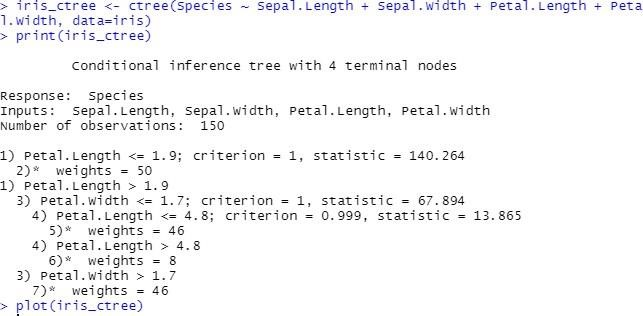 > iris_ctree <- ctree(Species ~ Sepal.Length + Sepal.Width + Petal.Length + Peta
l.Width, data=iris)
> print(iris_ctree)
Conditional inference tree with 4 terminal nodes
Response:  Species
Inputs:  Sepal.Length, Sepal.Width, Petal.Length, Petal.Width
Number of observations:  150
1) Petal.Length <= 1.9; criterion = 1, statistic = 140.264
  2)*  weights = 50
1) Petal.Length > 1.9
  3) Petal.Width <= 1.7; criterion = 1, statistic = 67.894
    4) Petal.Length <= 4.8; criterion = 0.999, statistic = 13.865
      5)*  weights = 46
    4) Petal.Length > 4.8
      6)*  weights = 8
  3) Petal.Width > 1.7
    7)*  weights = 46
> plot(iris_ctree)